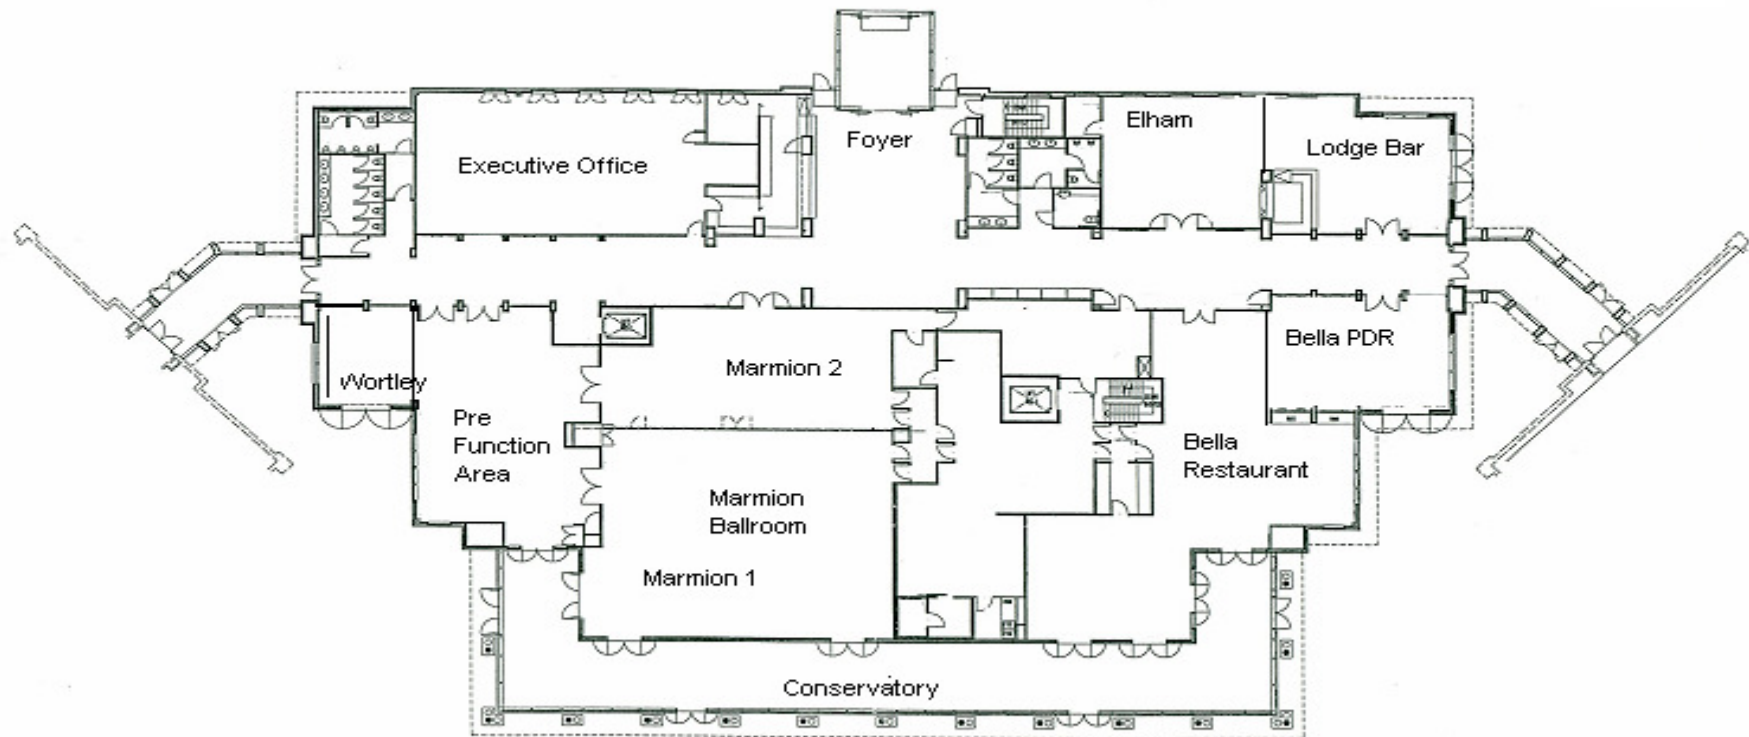 Foyer
Elham
Lodge Bar
Executive Office
Bella PDR
Marmion 2
Wortley
Pre
Function
Area
Bella
Restaurant
Marmion
Ballroom
Marmion 1
Conservatory